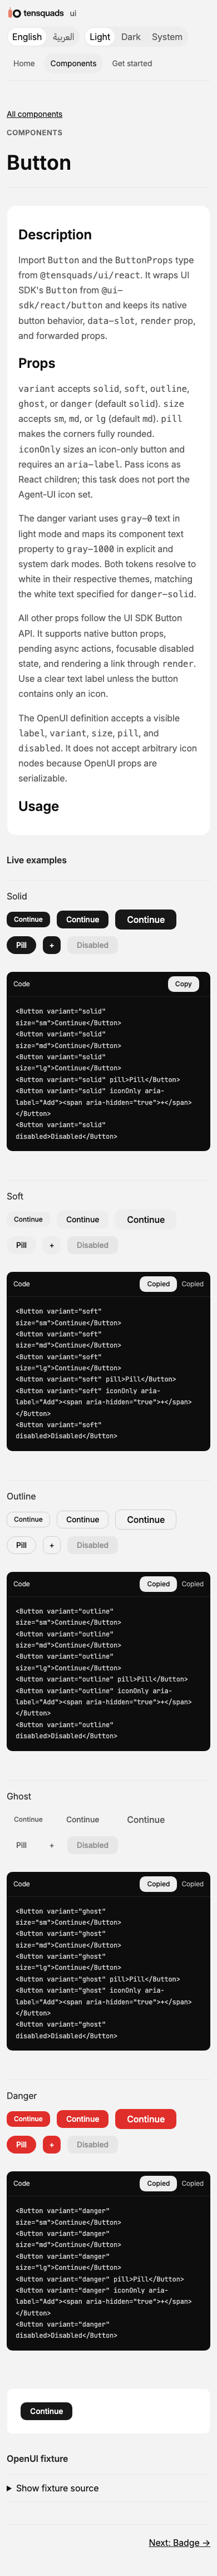 tensquads ui
English العربية Light Dark System
Home Components Get started
All components
COMPONENTS
Button
Description
Import Button and the ButtonProps type
from @tensquads/ui/react. It wraps UI
SDK's Button from @ui-
sdk/react/button and keeps its native
button behavior, data-slot, render prop,
and forwarded props.
Props
variant accepts solid, soft, outline,
ghost, or danger (default solid). size
accepts sm, md, or lg (default md). pill
makes the corners fully rounded.
iconOnly sizes an icon-only button and
requires an aria-label. Pass icons as
React children; this task does not port the
Agent-UI icon set.
The danger variant uses gray-0 text in
light mode and maps its component text
property to gray-1000 in explicit and
system dark modes. Both tokens resolve to
white in their respective themes, matching
the white text specified for danger-solid.
All other props follow the UI SDK Button
API. It supports native button props,
pending async actions, focusable disabled
state, and rendering a link through render.
Use a clear text label unless the button
contains only an icon.
The OpenUI definition accepts a visible
label, variant, size, pill, and
disabled. It does not accept arbitrary icon
nodes because OpenUI props are
serializable.
Usage
Live examples
Solid
Continue Continue Continue
Pill + Disabled
Code Copy
<Button variant="solid"
size="sm">Continue</Button>
<Button variant="solid"
size="md">Continue</Button>
<Button variant="solid"
size="lg">Continue</Button>
<Button variant="solid" pill>Pill</Button>
<Button variant="solid" iconOnly aria-
label="Add"><span aria-hidden="true">+</span>
</Button>
<Button variant="solid"
disabled>Disabled</Button>
Soft
Continue Continue Continue
Pill + Disabled
Code Copied Copied
<Button variant="soft"
size="sm">Continue</Button>
<Button variant="soft"
size="md">Continue</Button>
<Button variant="soft"
size="lg">Continue</Button>
<Button variant="soft" pill>Pill</Button>
<Button variant="soft" iconOnly aria-
label="Add"><span aria-hidden="true">+</span>
</Button>
<Button variant="soft"
disabled>Disabled</Button>
Outline
Continue Continue Continue
Pill + Disabled
Code Copied Copied
<Button variant="outline"
size="sm">Continue</Button>
<Button variant="outline"
size="md">Continue</Button>
<Button variant="outline"
size="lg">Continue</Button>
<Button variant="outline" pill>Pill</Button>
<Button variant="outline" iconOnly aria-
label="Add"><span aria-hidden="true">+</span>
</Button>
<Button variant="outline"
disabled>Disabled</Button>
Ghost
Continue Continue Continue
Pill + Disabled
Code Copied Copied
<Button variant="ghost"
size="sm">Continue</Button>
<Button variant="ghost"
size="md">Continue</Button>
<Button variant="ghost"
size="lg">Continue</Button>
<Button variant="ghost" pill>Pill</Button>
<Button variant="ghost" iconOnly aria-
label="Add"><span aria-hidden="true">+</span>
</Button>
<Button variant="ghost"
disabled>Disabled</Button>
Danger
Continue Continue Continue
Pill + Disabled
Code Copied Copied
<Button variant="danger"
size="sm">Continue</Button>
<Button variant="danger"
size="md">Continue</Button>
<Button variant="danger"
size="lg">Continue</Button>
<Button variant="danger" pill>Pill</Button>
<Button variant="danger" iconOnly aria-
label="Add"><span aria-hidden="true">+</span>
</Button>
<Button variant="danger"
disabled>Disabled</Button>
Continue
OpenUI fixture
▶ Show fixture source
Next: Badge →